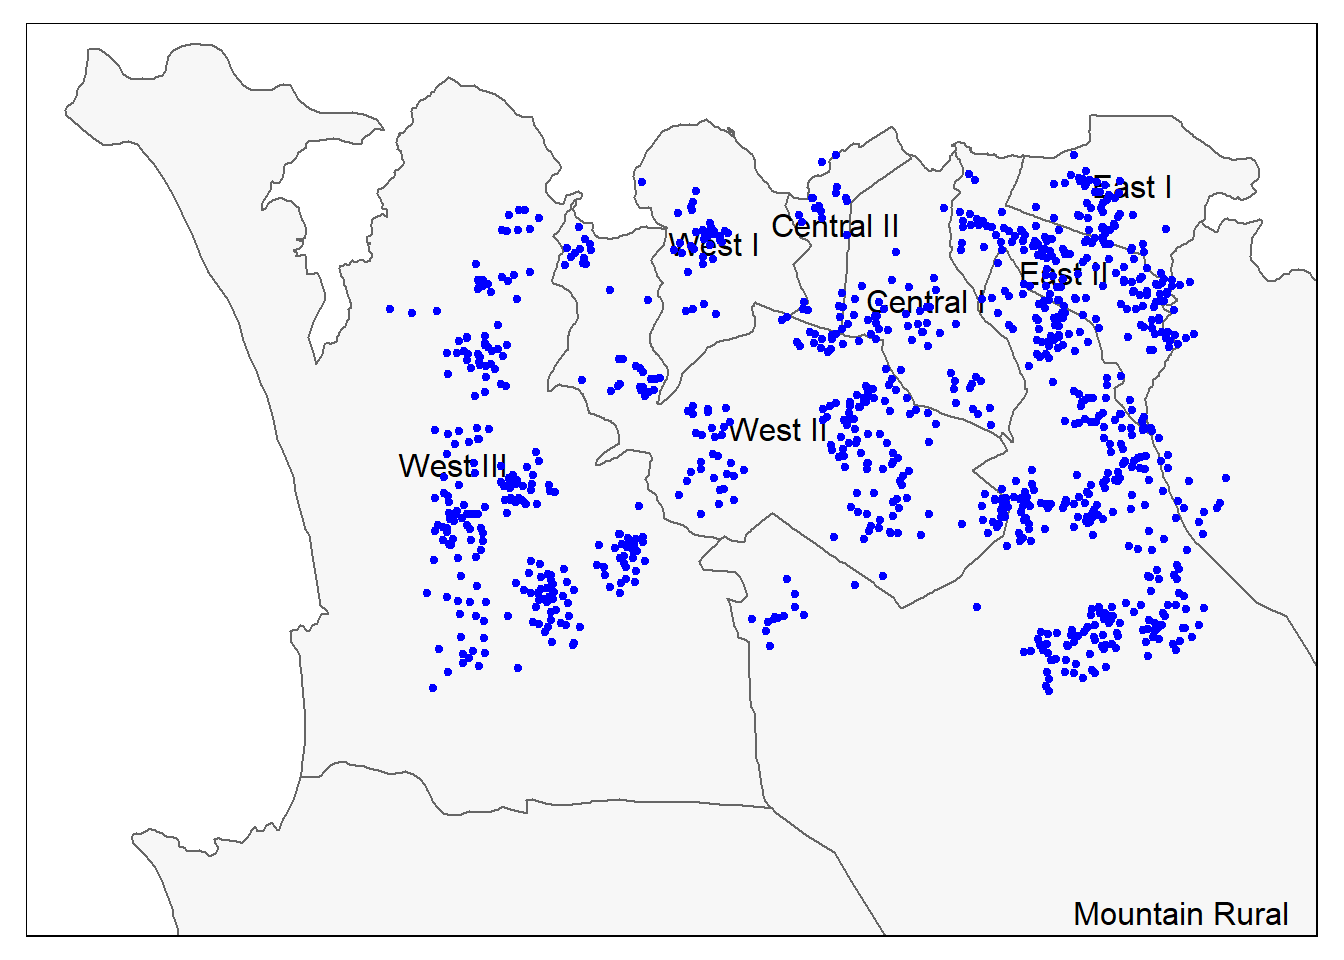 East I
Central II
West I
East II
Central I
West II
West III
Mountain Rural